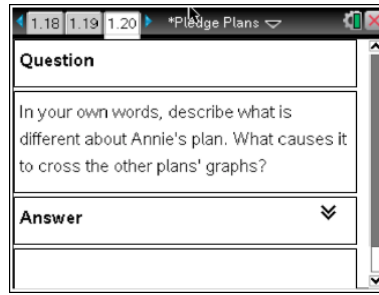 1.18 1.19 1.20 *Pledge Plans
Question
In your own words, describe what is
different about Annie's plan. What causes it
to cross the other plans' graphs?
Answer